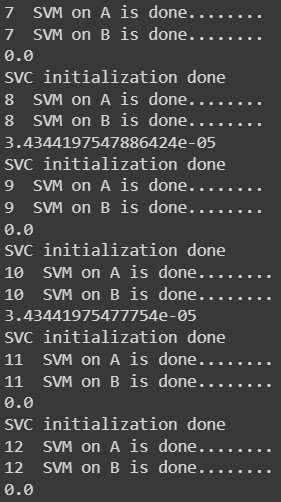 7  SVM on A is done........
7  SVM on B is done........
0.0
SVC initialization done
8  SVM on A is done........
8  SVM on B is done........
3.4344197547886424e-05
SVC initialization done
9  SVM on A is done........
9  SVM on B is done........
0.0
SVC initialization done
10  SVM on A is done........
10  SVM on B is done........
3.43441975477754e-05
SVC initialization done
11  SVM on A is done........
11  SVM on B is done........
0.0
SVC initialization done
12  SVM on A is done........
12  SVM on B is done........
0.0